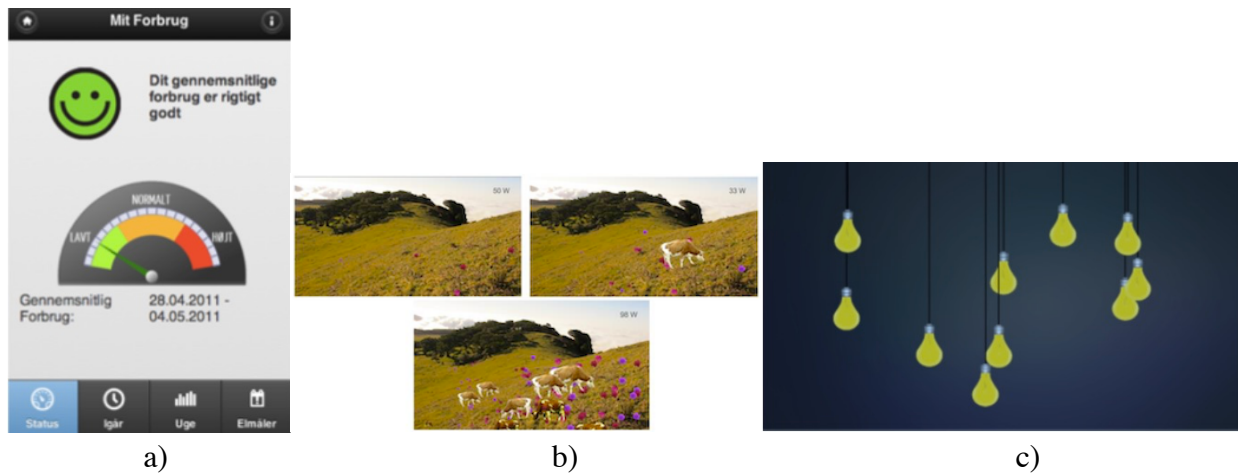 Mit Forbrug
Dit gennemsnitlige
forbrug er rigtigt
godt
NORMALT
LAVT
HØJT
Gennemsnitlig
Forbrug:
28.04.2011 -
04.05.2011
Status
Igår
Uge
Elmåler
a)
50 W
33 W
98 W
b)
c)